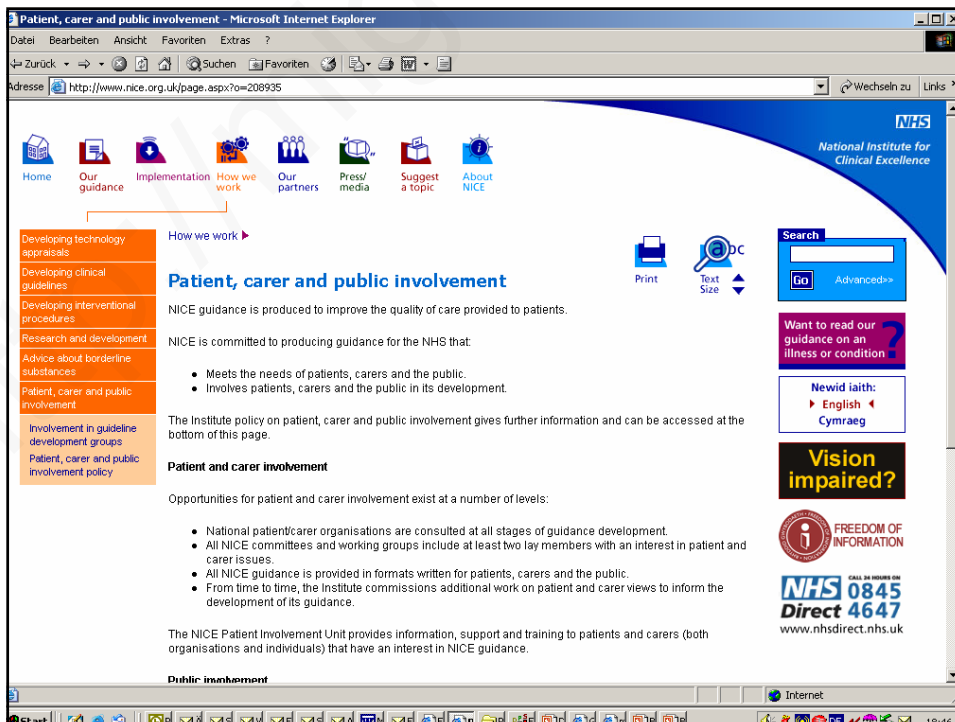 Patient, carer and public involvement - Microsoft Internet Explorer
Datei Bearbeiten Ansicht Favoriten Extras ?
Zurück Suchen Favoriten
Adresse http://www.nice.org.uk/page.aspx?o=208935 Wechseln zu Links
NHS
National Institute for
Clinical Excellence
Home Our guidance Implementation How we work Our partners Press/ media Suggest a topic About NICE
Developing technology
appraisals
Developing clinical
guidelines
Developing interventional
procedures
Research and development
Advice about borderline
substances
Patient, carer and public
involvement
Involvement in guideline
development groups
Patient, carer and public
involvement policy
How we work
Print
abc
Text
Size
Patient, carer and public involvement
NICE guidance is produced to improve the quality of care provided to patients.
NICE is committed to producing guidance for the NHS that:
Meets the needs of patients, carers and the public.
Involves patients, carers and the public in its development.
The Institute policy on patient, carer and public involvement gives further information and can be accessed at the
bottom of this page.
Patient and carer involvement
Opportunities for patient and carer involvement exist at a number of levels:
National patient/carer organisations are consulted at all stages of guidance development.
All NICE committees and working groups include at least two lay members with an interest in patient and
carer issues.
All NICE guidance is provided in formats written for patients, carers and the public.
From time to time, the Institute commissions additional work on patient and carer views to inform the
development of its guidance.
The NICE Patient Involvement Unit provides information, support and training to patients and carers (both
organisations and individuals) that have an interest in NICE guidance.
Public involvement
Search
Go Advanced>>
Want to read our
guidance on an
illness or condition
?
Newid iaith:
English
Cymraeg
Vision
impaired?
FREEDOM OF
INFORMATION
NHS
Direct
CALL 24 HOURS ON
0845
4647
www.nhsdirect.nhs.uk
Internet
Start
DE
18:46